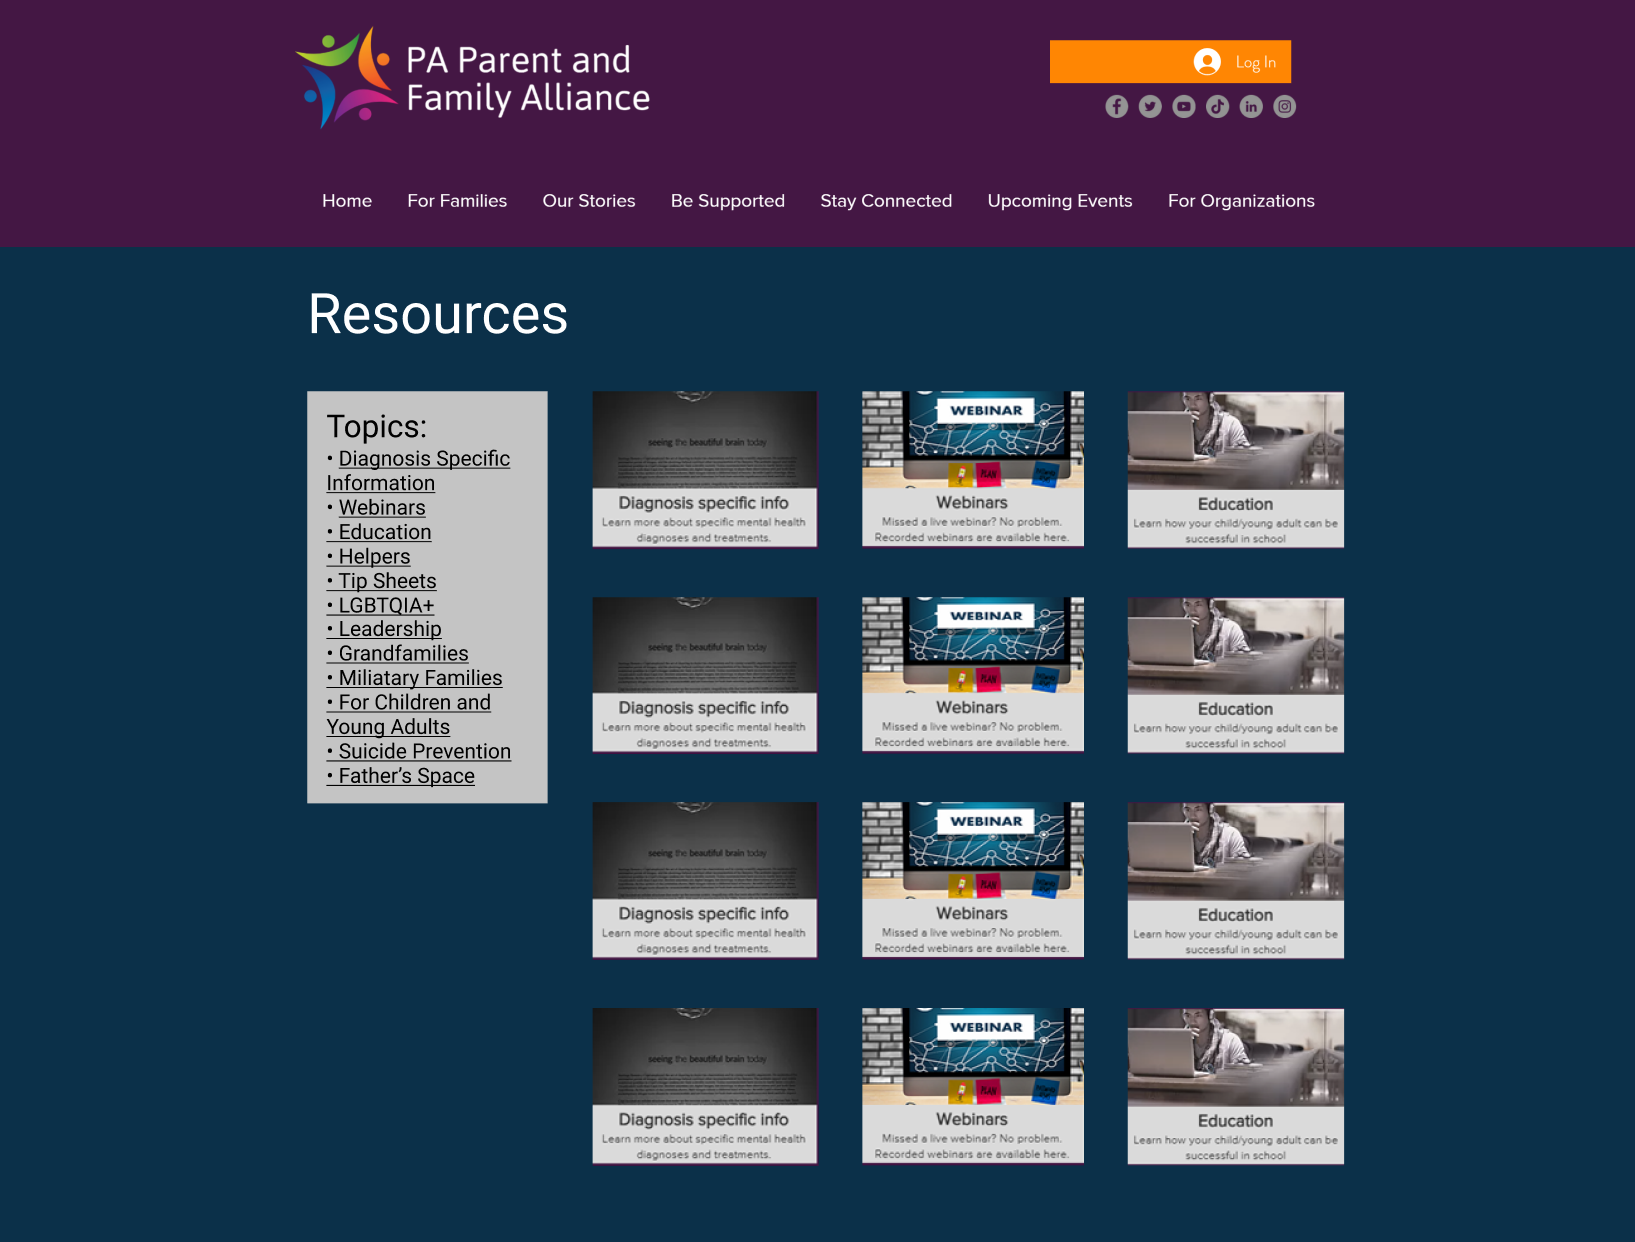 PA Parent and
Family Alliance
Log In
Home For Families Our Stories Be Supported Stay Connected Upcoming Events For Organizations
Resources
Topics:
• Diagnosis Specific
Information
• Webinars
• Education
• Helpers
• Tip Sheets
• LGBTQIA+
• Leadership
• Grandfamilies
• Miliatary Families
• For Children and
Young Adults
• Suicide Prevention
• Father’s Space
seeing the beautiful brain today
Diagnosis specific info
Learn more about specific mental health
diagnoses and treatments.
WEBINAR
PLAN
Webinars
Missed a live webinar? No problem.
Recorded webinars are available here.
Education
Learn how your child/young adult can be
successful in school
seeing the beautiful brain today
Diagnosis specific info
Learn more about specific mental health
diagnoses and treatments.
WEBINAR
PLAN
Webinars
Missed a live webinar? No problem.
Recorded webinars are available here.
Education
Learn how your child/young adult can be
successful in school
seeing the beautiful brain today
Diagnosis specific info
Learn more about specific mental health
diagnoses and treatments.
WEBINAR
PLAN
Webinars
Missed a live webinar? No problem.
Recorded webinars are available here.
Education
Learn how your child/young adult can be
successful in school
seeing the beautiful brain today
Diagnosis specific info
Learn more about specific mental health
diagnoses and treatments.
WEBINAR
PLAN
Webinars
Missed a live webinar? No problem.
Recorded webinars are available here.
Education
Learn how your child/young adult can be
successful in school